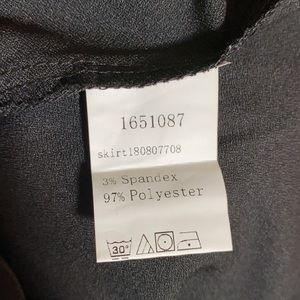 1651087
skirt180807708
3% Spandex
97% Polyester
30°